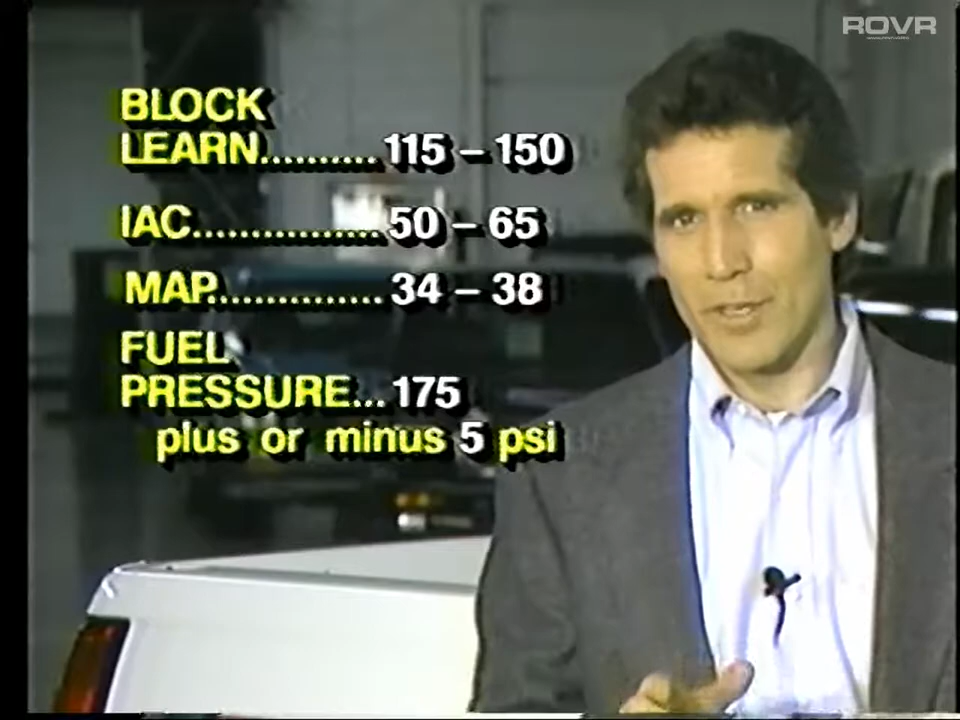 ROVR
BLOCK
LEARN..........115 – 150
IAC................50 – 65
MAP...............34 – 38
FUEL
PRESSURE...175
plus or minus 5 psi